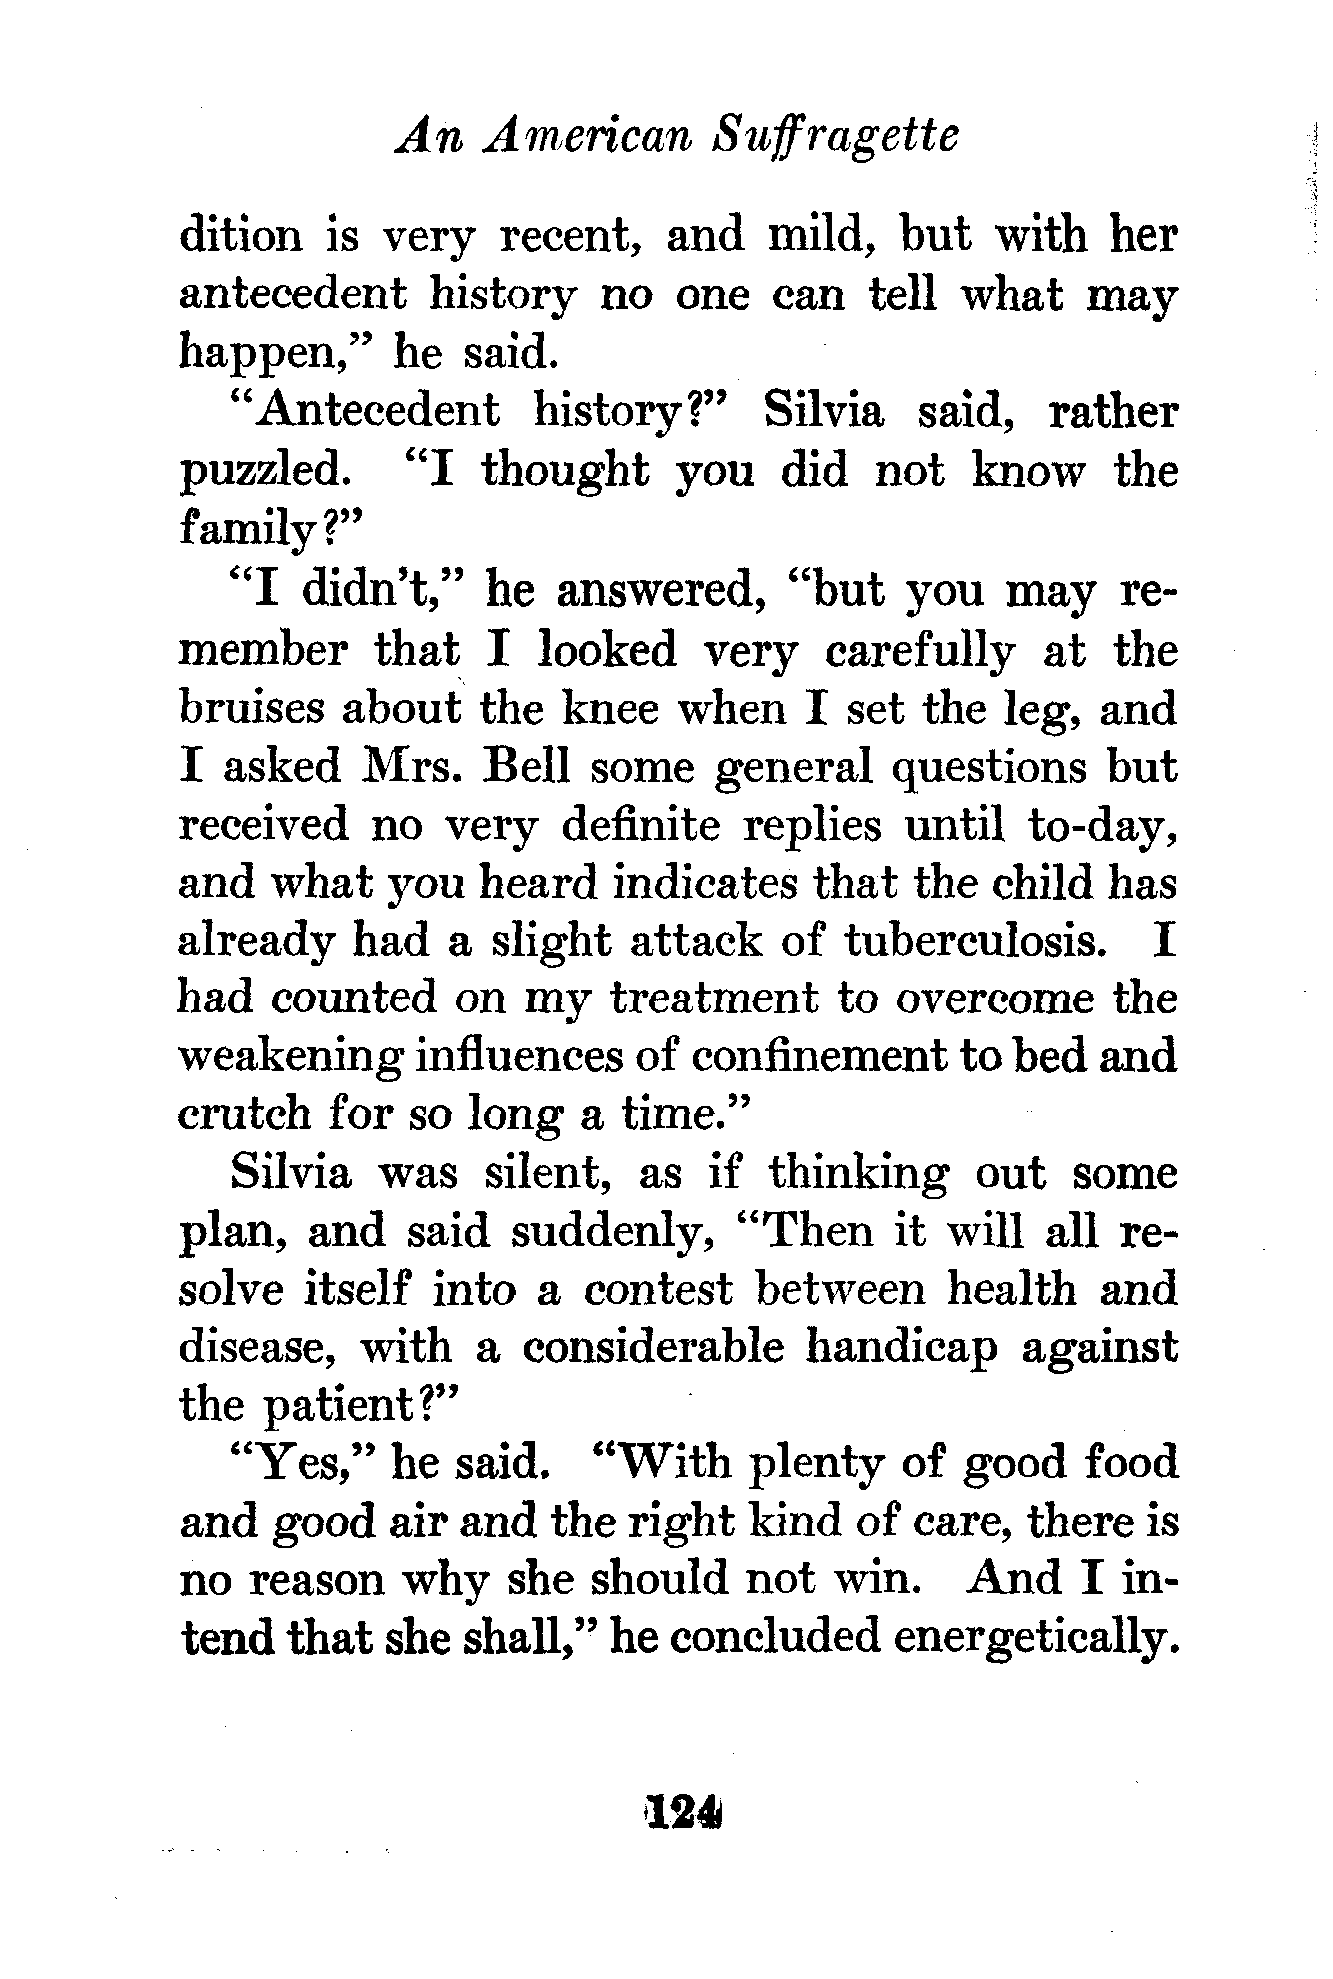 An American Suffragette
dition is very recent, and mild, but with her
antecedent history no one can tell what may
happen,” he said.
“Antecedent history?” Silvia said, rather
puzzled. “I thought you did not know the
family?”
“I didn’t,” he answered, “but you may re-
member that I looked very carefully at the
bruises about the knee when I set the leg, and
I asked Mrs. Bell some general questions but
received no very definite replies until to-day,
and what you heard indicates that the child has
already had a slight attack of tuberculosis. I
had counted on my treatment to overcome the
weakening influences of confinement to bed and
crutch for so long a time.”
Silvia was silent, as if thinking out some
plan, and said suddenly, “Then it will all re-
solve itself into a contest between health and
disease, with a considerable handicap against
the patient?”
“Yes,” he said. “With plenty of good food
and good air and the right kind of care, there is
no reason why she should not win. And I in-
tend that she shall,” he concluded energetically.
124